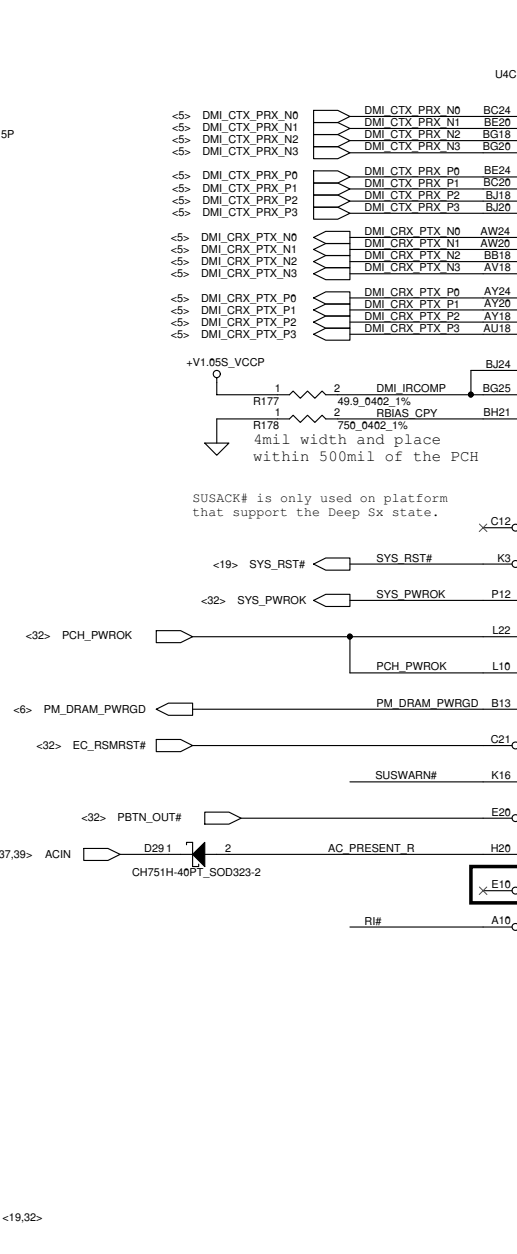 U4C
5P
<5> DMI_CTX_PRX_N0 DMI_CTX_PRX_N0 BC24
<5> DMI_CTX_PRX_N1 DMI_CTX_PRX_N1 BE20
<5> DMI_CTX_PRX_N2 DMI_CTX_PRX_N2 BG18
<5> DMI_CTX_PRX_N3 DMI_CTX_PRX_N3 BG20
<5> DMI_CTX_PRX_P0 DMI_CTX_PRX_P0 BE24
<5> DMI_CTX_PRX_P1 DMI_CTX_PRX_P1 BC20
<5> DMI_CTX_PRX_P2 DMI_CTX_PRX_P2 BJ18
<5> DMI_CTX_PRX_P3 DMI_CTX_PRX_P3 BJ20
<5> DMI_CRX_PTX_N0 DMI_CRX_PTX_N0 AW24
<5> DMI_CRX_PTX_N1 DMI_CRX_PTX_N1 AW20
<5> DMI_CRX_PTX_N2 DMI_CRX_PTX_N2 BB18
<5> DMI_CRX_PTX_N3 DMI_CRX_PTX_N3 AV18
<5> DMI_CRX_PTX_P0 DMI_CRX_PTX_P0 AY24
<5> DMI_CRX_PTX_P1 DMI_CRX_PTX_P1 AY20
<5> DMI_CRX_PTX_P2 DMI_CRX_PTX_P2 AY18
<5> DMI_CRX_PTX_P3 DMI_CRX_PTX_P3 AU18
+V1.05S_VCCP
BJ24
1 2 DMI_IRCOMP BG25
R177 49.9_0402_1%
1 2 RBIAS_CPY BH21
R178 750_0402_1%
4mil width and place
within 500mil of the PCH
SUSACK# is only used on platform
that support the Deep Sx state.
C12
<19> SYS_RST# SYS_RST# K3
<32> SYS_PWROK SYS_PWROK P12
<32> PCH_PWROK L22
PCH_PWROK L10
<6> PM_DRAM_PWRGD PM_DRAM_PWRGD B13
<32> EC_RSMRST# C21
SUSWARN# K16
<32> PBTN_OUT# E20
37,39> ACIN D29 1 2 AC_PRESENT_R H20
CH751H-40PT_SOD323-2
E10
RI# A10
<19,32>